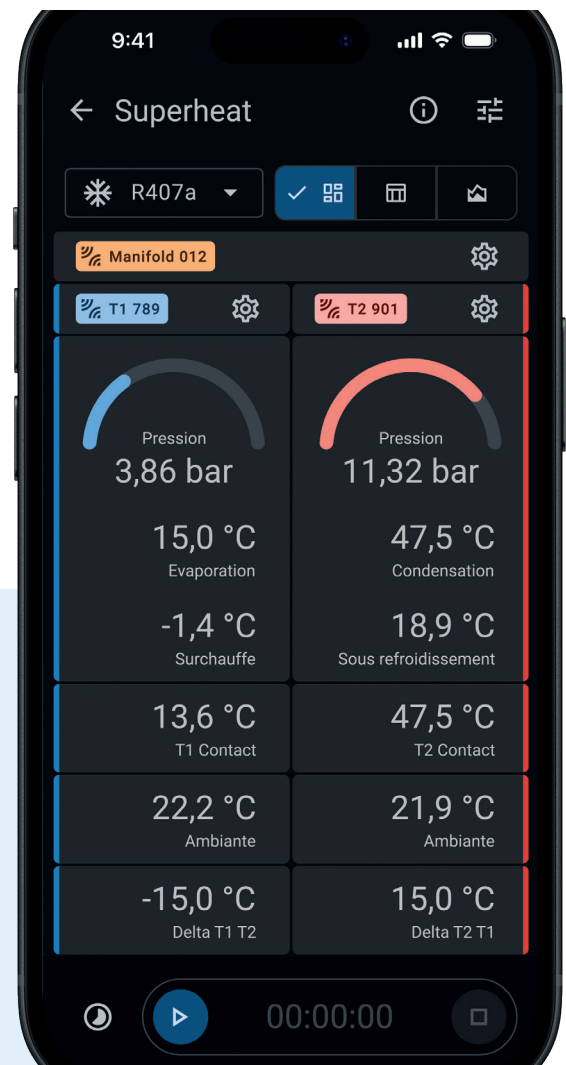 9:41
Superheat
R407a
Manifold 012
T1 789
T2 901
Pression
3,86 bar
15,0 °C
Evaporation
-1,4 °C
Surchauffe
Pression
11,32 bar
47,5 °C
Condensation
18,9 °C
Sous refroidissement
13,6 °C
T1 Contact
47,5 °C
T2 Contact
22,2 °C
Ambiante
21,9 °C
Ambiante
-15,0 °C
Delta T1 T2
15,0 °C
Delta T2 T1
00:00:00